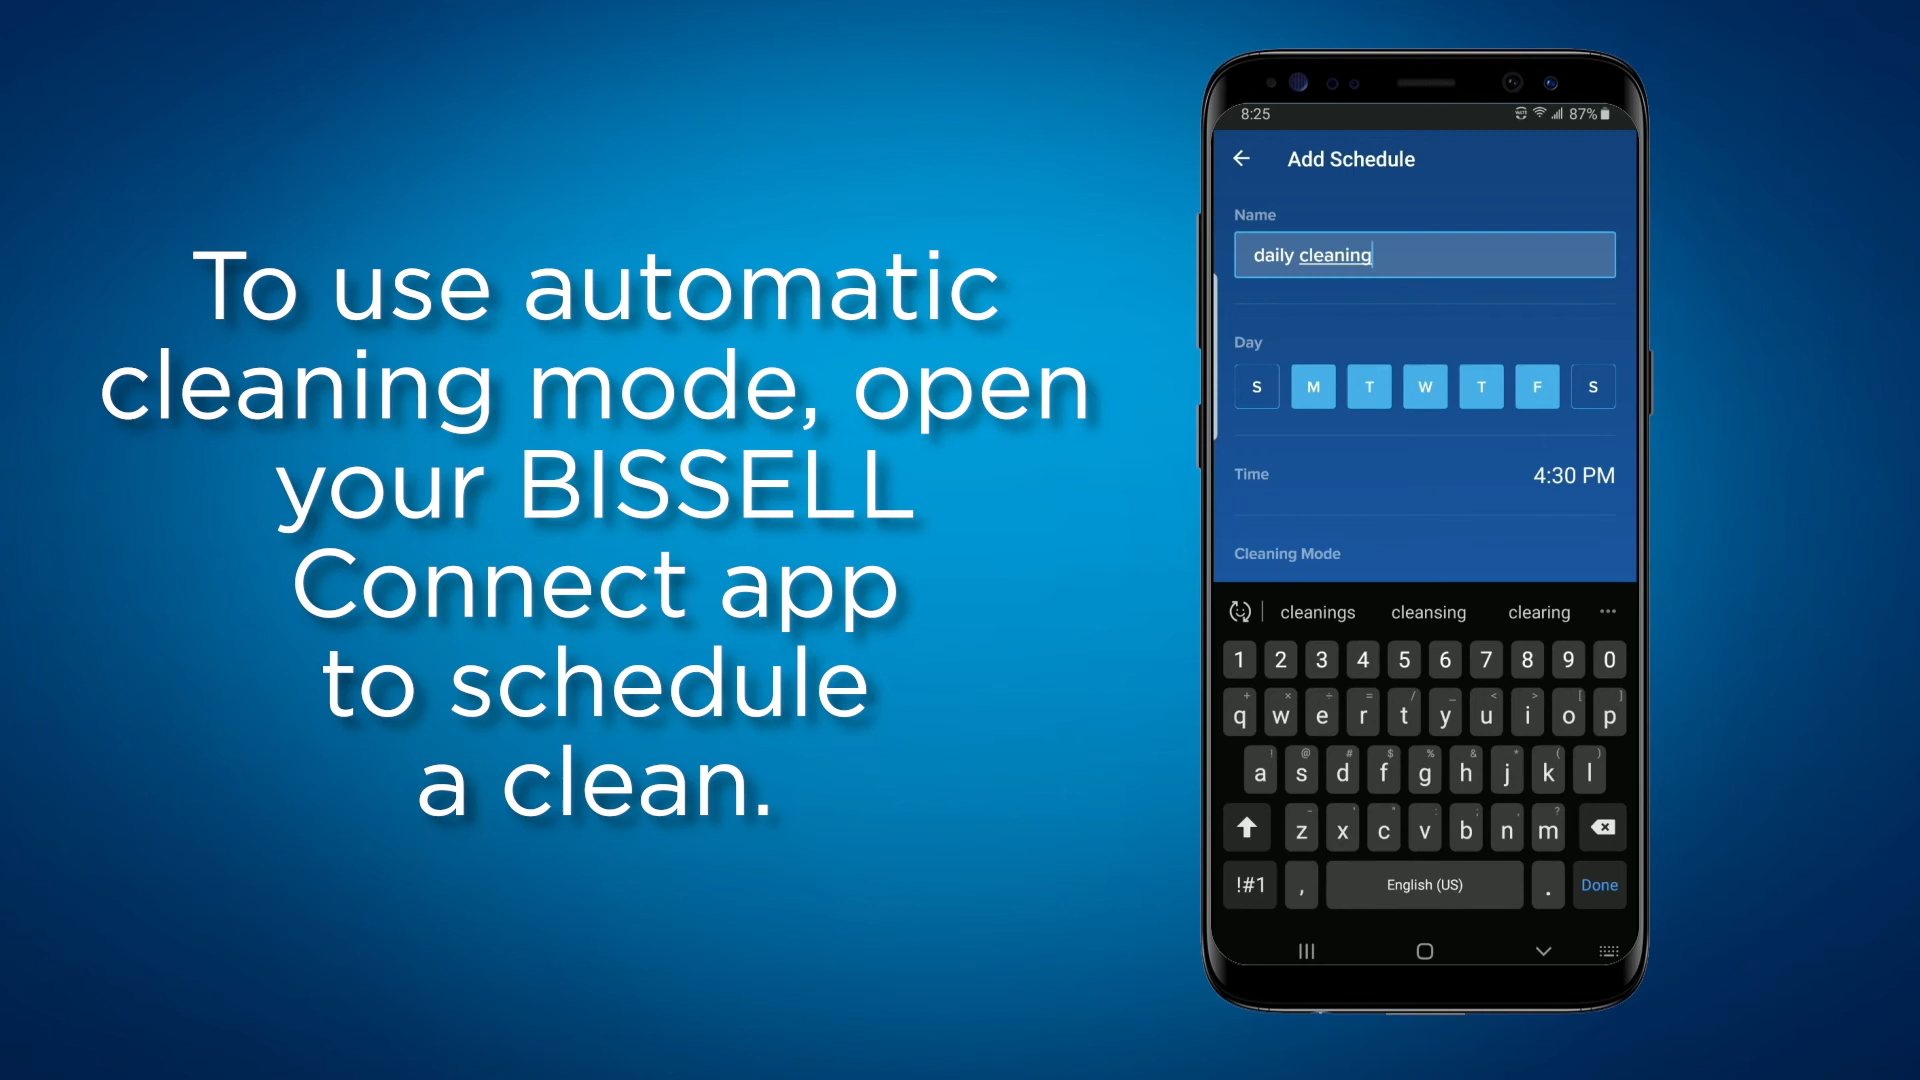 To use automatic
cleaning mode, open
your BISSELL
Connect app
to schedule
a clean.
8:25
87%
Add Schedule
Name
daily cleaning
Day
S M T W T F S
Time 4:30 PM
Cleaning Mode
cleanings cleansing clearing
1 2 3 4 5 6 7 8 9 0
+ × ÷ = / _ < > [ ]
q w e r t y u i o p
! @ # $ % & * ( )
a s d f g h j k l
- ' " : ; , ?
z x c v b n m
!#1 , English (US) . Done